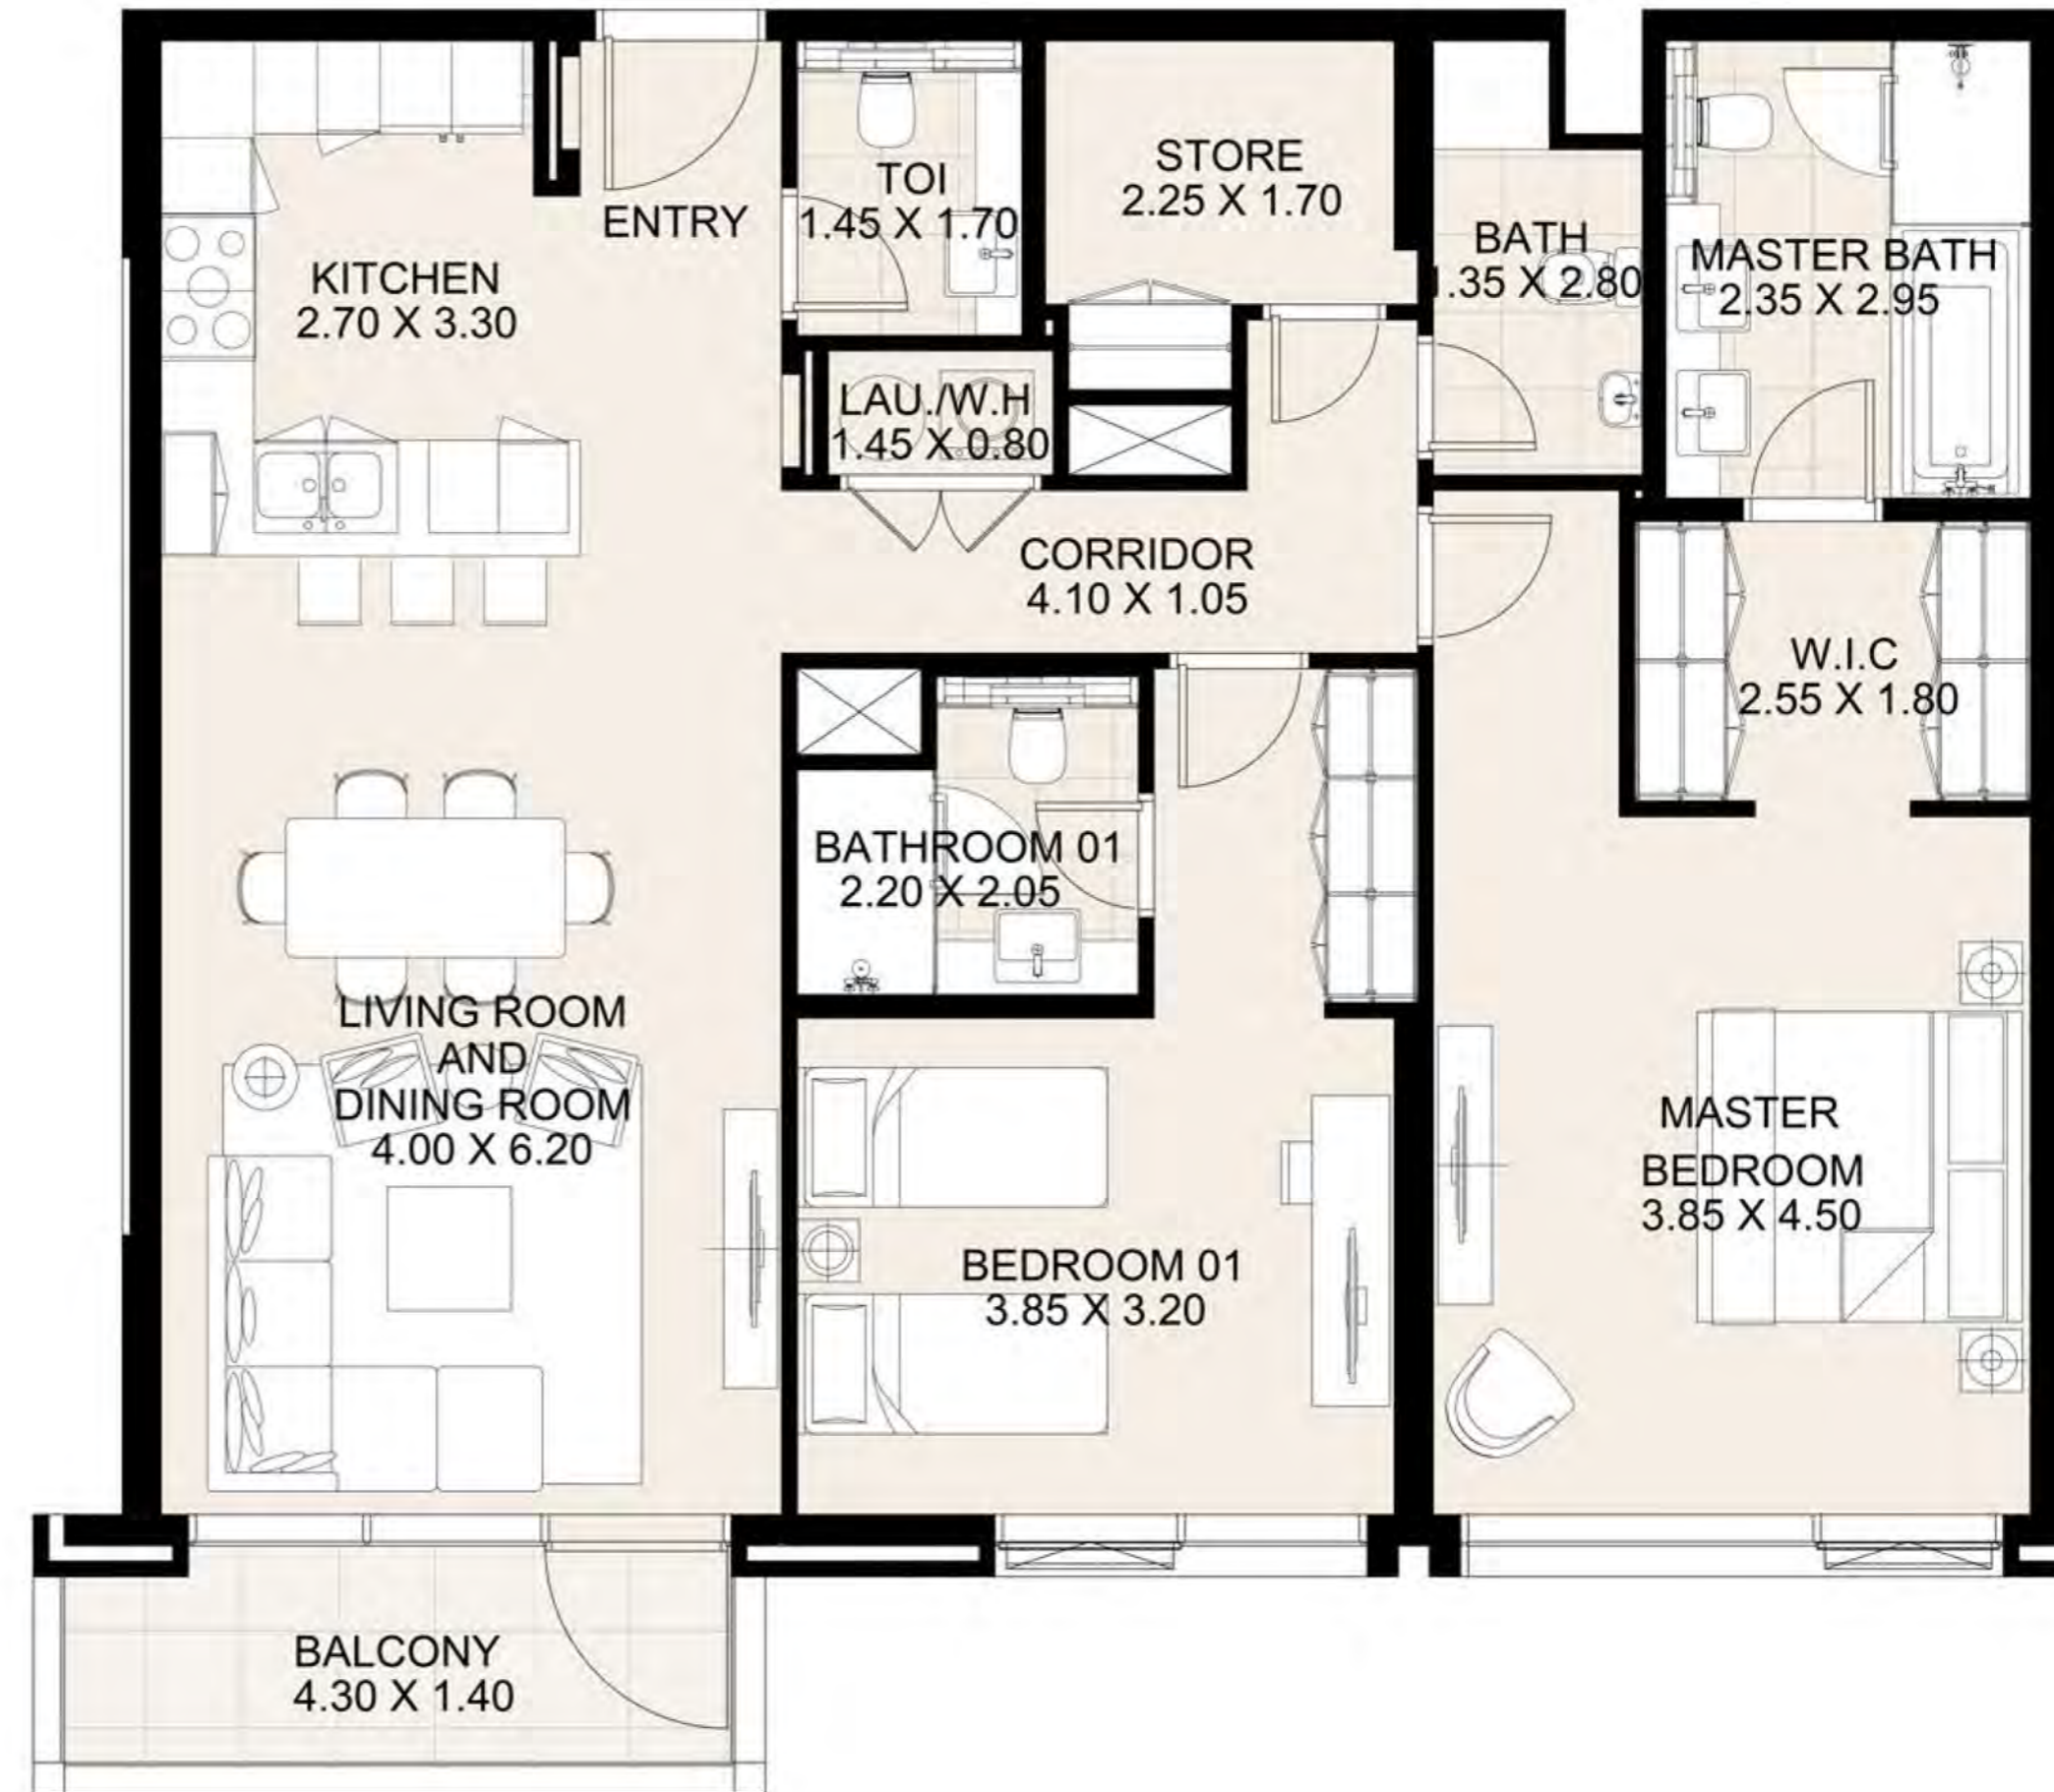 TOI
1.45 X 1.70
STORE
2.25 X 1.70
ENTRY
KITCHEN
2.70 X 3.30
BATH
1.35 X 2.80
MASTER BATH
2.35 X 2.95
LAU./W.H
1.45 X 0.80
CORRIDOR
4.10 X 1.05
W.I.C
2.55 X 1.80
BATHROOM 01
2.20 X 2.05
LIVING ROOM
AND
DINING ROOM
4.00 X 6.20
MASTER
BEDROOM
3.85 X 4.50
BEDROOM 01
3.85 X 3.20
BALCONY
4.30 X 1.40